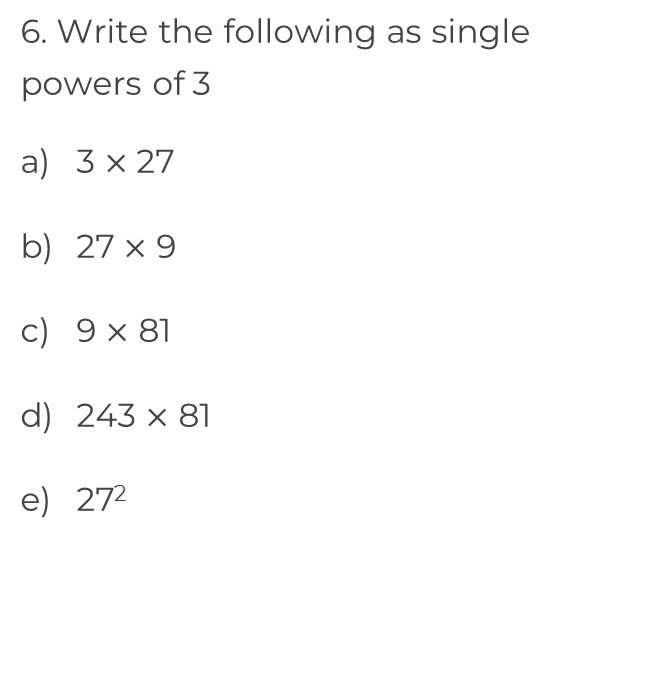 6. Write the following as single
powers of 3
a) 3 × 27
b) 27 × 9
c) 9 × 81
d) 243 × 81
e) 27²